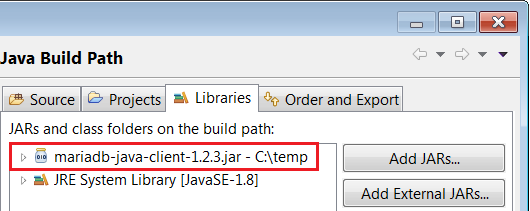 Java Build Path
Source Projects Libraries Order and Export
JARs and class folders on the build path:
mariadb-java-client-1.2.3.jar - C:\temp
Add JARs...
JRE System Library [JavaSE-1.8]
Add External JARs...